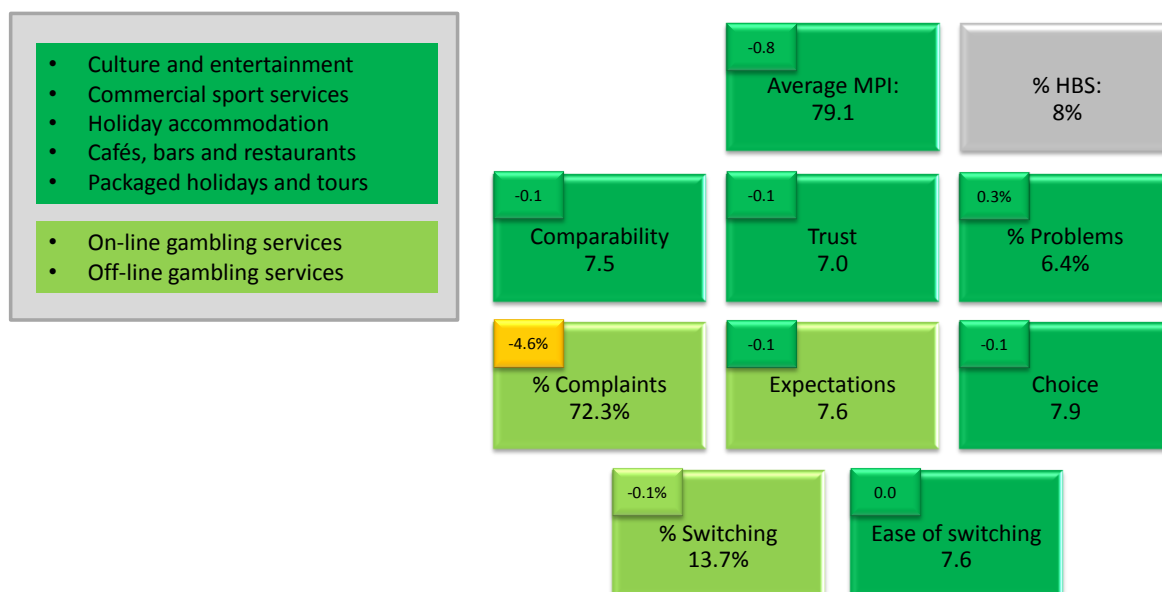 • Culture and entertainment
• Commercial sport services
• Holiday accommodation
• Cafés, bars and restaurants
• Packaged holidays and tours
• On-line gambling services
• Off-line gambling services
-0.8
Average MPI:
79.1
% HBS:
8%
-0.1
Comparability
7.5
-0.1
Trust
7.0
0.3%
% Problems
6.4%
-4.6%
% Complaints
72.3%
-0.1
Expectations
7.6
-0.1
Choice
7.9
-0.1%
% Switching
13.7%
0.0
Ease of switching
7.6